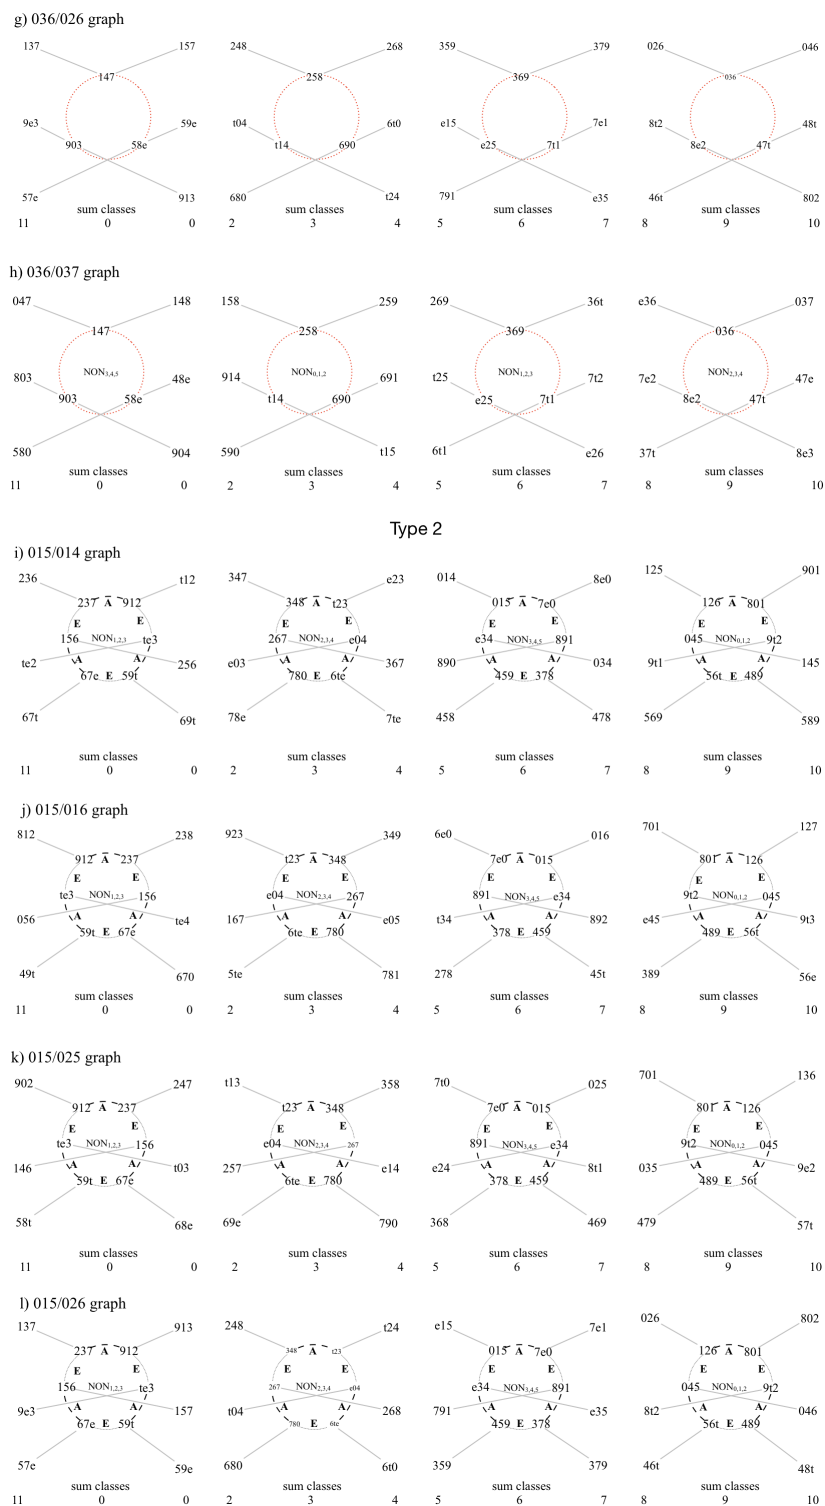 g) 036/026 graph
137 157 248 268 359 379 026 046
147 258 369 036
9e3 59e t04 6t0 e15 7e1 8t2 48t
903 58e t14 690 e25 7t1 8e2 47t
57e 913 680 t24 791 e35 46t 802
sum classes sum classes sum classes sum classes
11 0 0 2 3 4 5 6 7 8 9 10
h) 036/037 graph
047 148 158 259 269 36t e36 037
147 258 369 036
803 NON3,4,5 48e 914 NON0,1,2 691 t25 NON1,2,3 7t2 7e2 NON2,3,4 47e
903 58e t14 690 e25 7t1 8e2 47t
580 904 590 t15 6t1 e26 37t 8e3
sum classes sum classes sum classes sum classes
11 0 0 2 3 4 5 6 7 8 9 10
Type 2
i) 015/014 graph
236 t12 347 e23 014 8e0 125 901
237 A 912 348 A t23 015 A 7e0 126 A 801
E E E E E E E E
156 NON1,2,3 te3 267 NON2,3,4 e04 e34 NON3,4,5 891 045 NON0,1,2 9t2
te2 A A 256 e03 A A 367 890 A A 034 9t1 A A 145
67e E 59t 780 E 6te 459 E 378 56t E 489
67t 69t 78e 7te 458 478 569 589
sum classes sum classes sum classes sum classes
11 0 0 2 3 4 5 6 7 8 9 10
j) 015/016 graph
812 238 923 349 6e0 016 701 127
912 A 237 t23 A 348 7e0 A 015 801 A 126
E E E E E E E E
te3 NON1,2,3 156 e04 NON2,3,4 267 891 NON3,4,5 e34 9t2 NON0,1,2 045
056 A A te4 167 A A e05 t34 A A 892 e45 A A 9t3
59t E 67e 6te E 780 378 E 459 489 E 56t
49t 670 5te 781 278 45t 389 56e
sum classes sum classes sum classes sum classes
11 0 0 2 3 4 5 6 7 8 9 10
k) 015/025 graph
902 247 t13 358 7t0 025 701 136
912 A 237 t23 A 348 7e0 A 015 801 A 126
E E E E E E E E
te3 NON1,2,3 156 e04 NON2,3,4 267 891 NON3,4,5 e34 9t2 NON0,1,2 045
146 A A t03 257 A A e14 e24 A A 8t1 035 A A 9e2
59t E 67e 6te E 780 378 E 459 489 E 56t
58t 68e 69e 790 368 469 479 57t
sum classes sum classes sum classes sum classes
11 0 0 2 3 4 5 6 7 8 9 10
l) 015/026 graph
137 913 248 t24 e15 7e1 026 802
237 A 912 348 A t23 015 A 7e0 126 A 801
E E E E E E E E
156 NON1,2,3 te3 267 NON2,3,4 e04 e34 NON3,4,5 891 045 NON0,1,2 9t2
9e3 A A 157 t04 A A 268 791 A A e35 8t2 A A 046
67e E 59t 780 E 6te 459 E 378 56t E 489
57e 59e 680 6t0 359 379 46t 48t
sum classes sum classes sum classes sum classes
11 0 0 2 3 4 5 6 7 8 9 10